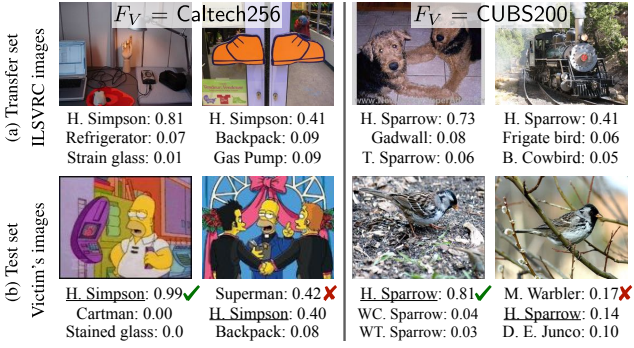 F_V = Caltech256
F_V = CUBS200
(a) Transfer set
ILSVRC images
H. Simpson: 0.81
Refrigerator: 0.07
Strain glass: 0.01
H. Simpson: 0.41
Backpack: 0.09
Gas Pump: 0.09
H. Sparrow: 0.73
Gadwall: 0.08
T. Sparrow: 0.06
H. Sparrow: 0.41
Frigate bird: 0.06
B. Cowbird: 0.05
(b) Test set
Victim's images
H. Simpson: 0.99✓
Cartman: 0.00
Stained glass: 0.0
Superman: 0.42✗
H. Simpson: 0.40
Backpack: 0.08
H. Sparrow: 0.81✓
WC. Sparrow: 0.04
WT. Sparrow: 0.03
M. Warbler: 0.17✗
H. Sparrow: 0.14
D. E. Junco: 0.10